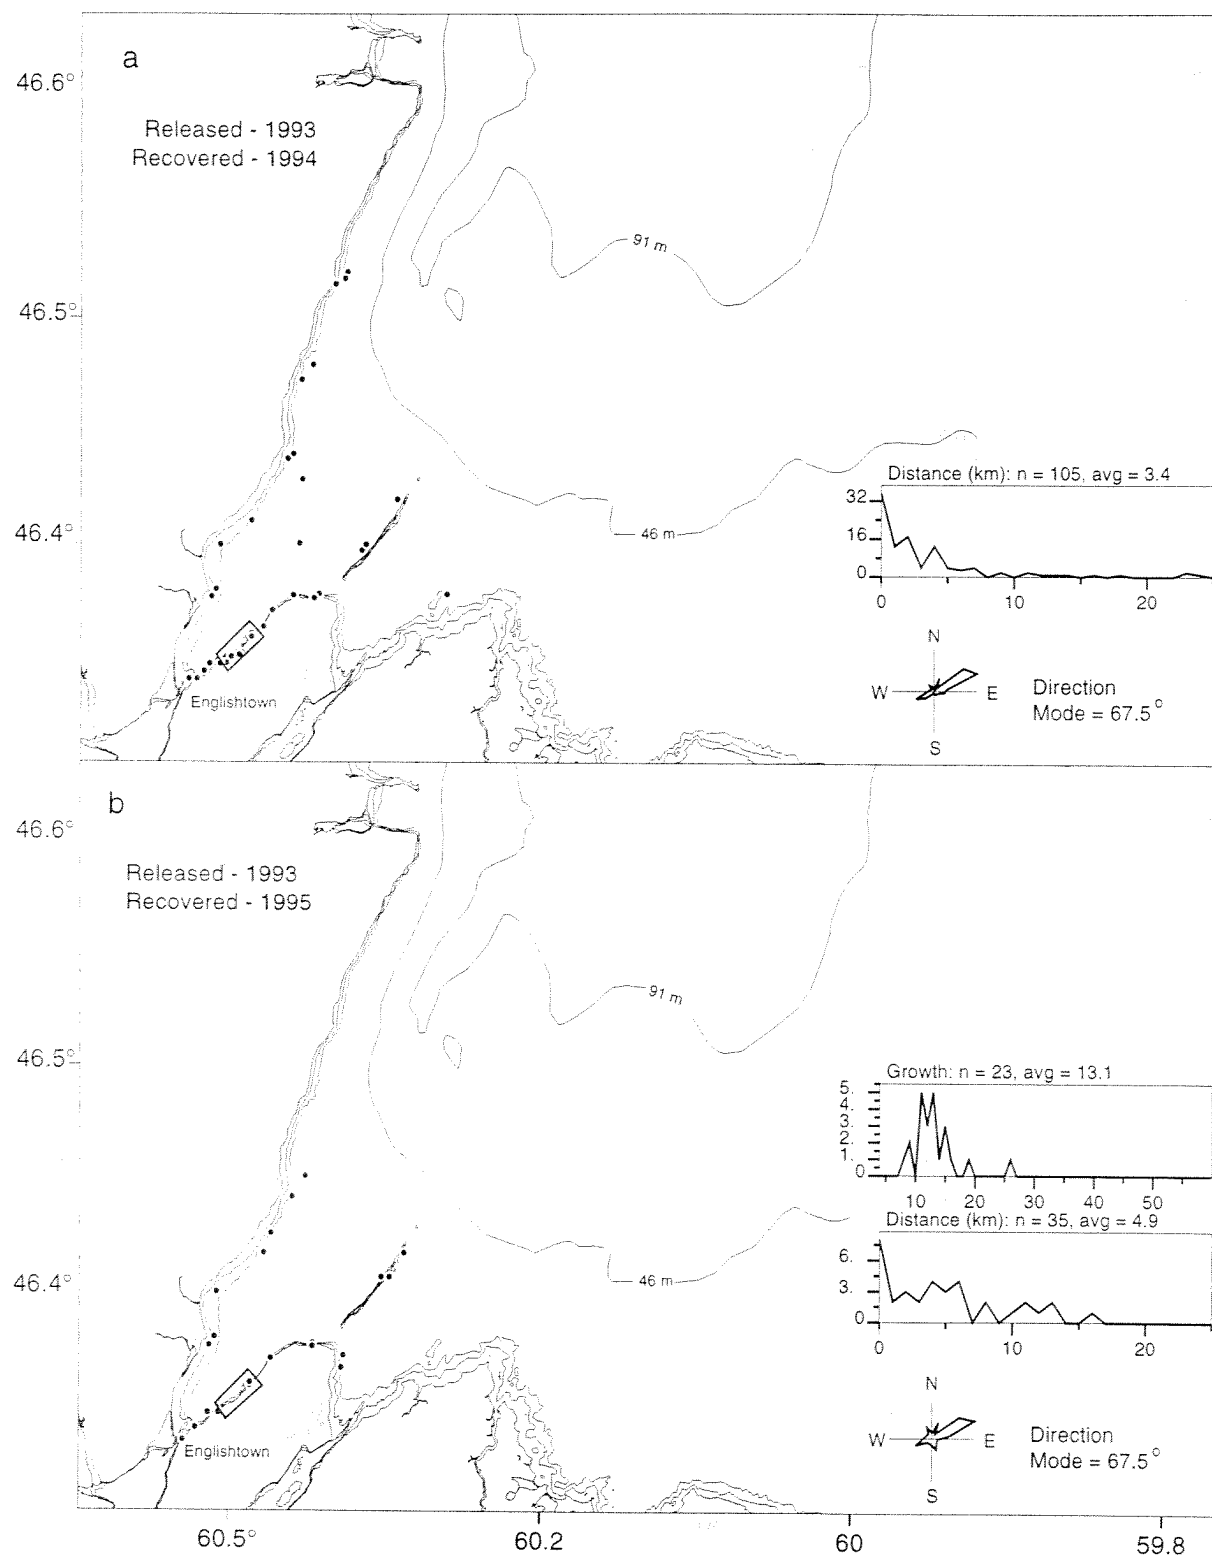 a
46.6°
Released - 1993
Recovered - 1994
91 m
46.5°
46.4°
46 m
Distance (km): n = 105, avg = 3.4
32
16
0
0 10 20
N
W E
S
Direction
Mode = 67.5°
Englishtown
b
46.6°
Released - 1993
Recovered - 1995
91 m
46.5°
46.4°
46 m
Growth: n = 23, avg = 13.1
5.
4.
3.
2.
1.
0
10 20 30 40 50
Distance (km): n = 35, avg = 4.9
6.
3.
0
0 10 20
N
W E
S
Direction
Mode = 67.5°
Englishtown
60.5° 60.2 60 59.8